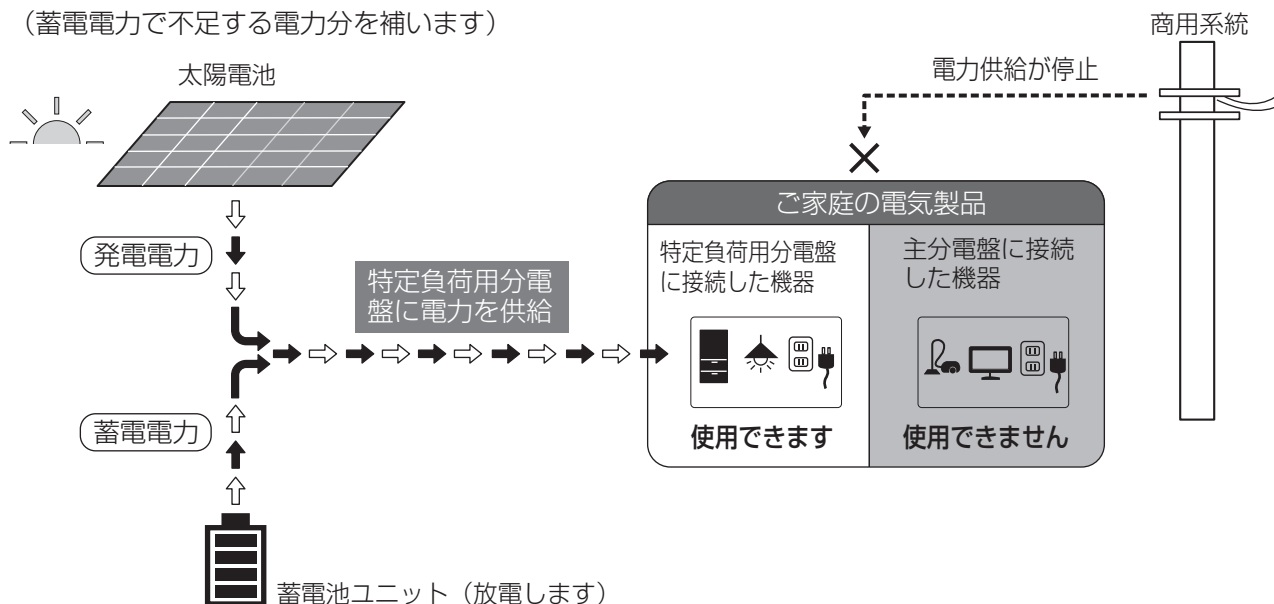 （蓄電電力で不足する電力分を補います）
商用系統
太陽電池
電力供給が停止
ご家庭の電気製品
発電電力
特定負荷用分電
盤に電力を供給
特定負荷用分電盤
に接続した機器
主分電盤に接続
した機器
使用できます
使用できません
蓄電電力
蓄電池ユニット（放電します）